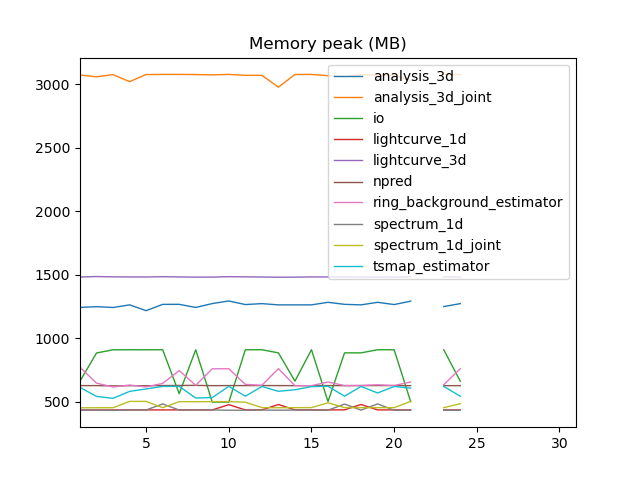 Memory peak (MB)
3000
2500
2000
1500
1000
500
analysis_3d
analysis_3d_joint
io
lightcurve_1d
lightcurve_3d
npred
ring_background_estimator
spectrum_1d
spectrum_1d_joint
tsmap_estimator
5 10 15 20 25 30